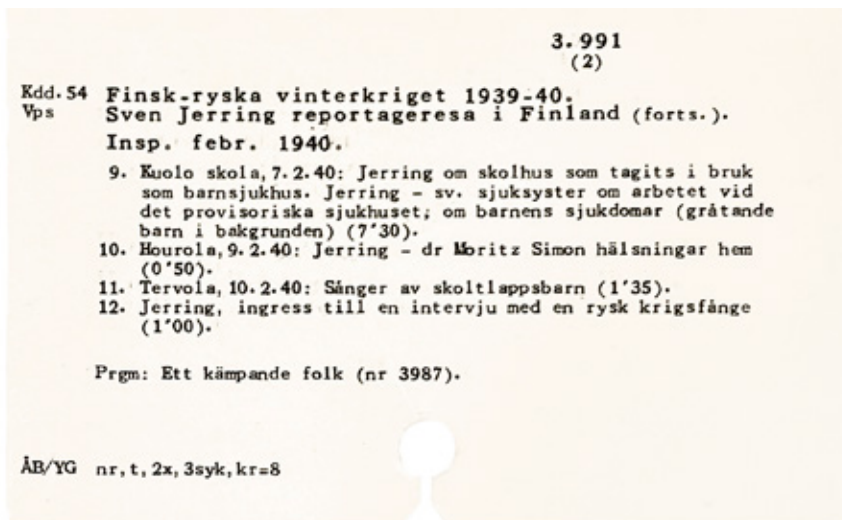 3.991
(2)
Kdd.54 Finsk-ryska vinterkriget 1939-40.
Vps Sven Jerring reportageresa i Finland (forts.).
Insp. febr. 1940.
9. Kuolo skola, 7.2.40: Jerring om skolhus som tagits i bruk
som barnsjukhus. Jerring - sv. sjuksyster om arbetet vid
det provisoriska sjukhuset; om barnens sjukdomar (gråtande
barn i bakgrunden) (7'30).
10. Hourola, 9.2.40: Jerring - dr Moritz Simon hälsningar hem
(0'50).
11. Tervola, 10.2.40: Sånger av skoltlappsbarn (1'35).
12. Jerring, ingress till en intervju med en rysk krigsfånge
(1'00).
Prgm: Ett kämpande folk (nr 3987).
ÅB/YG nr, t, 2x, 3syk, kr=8